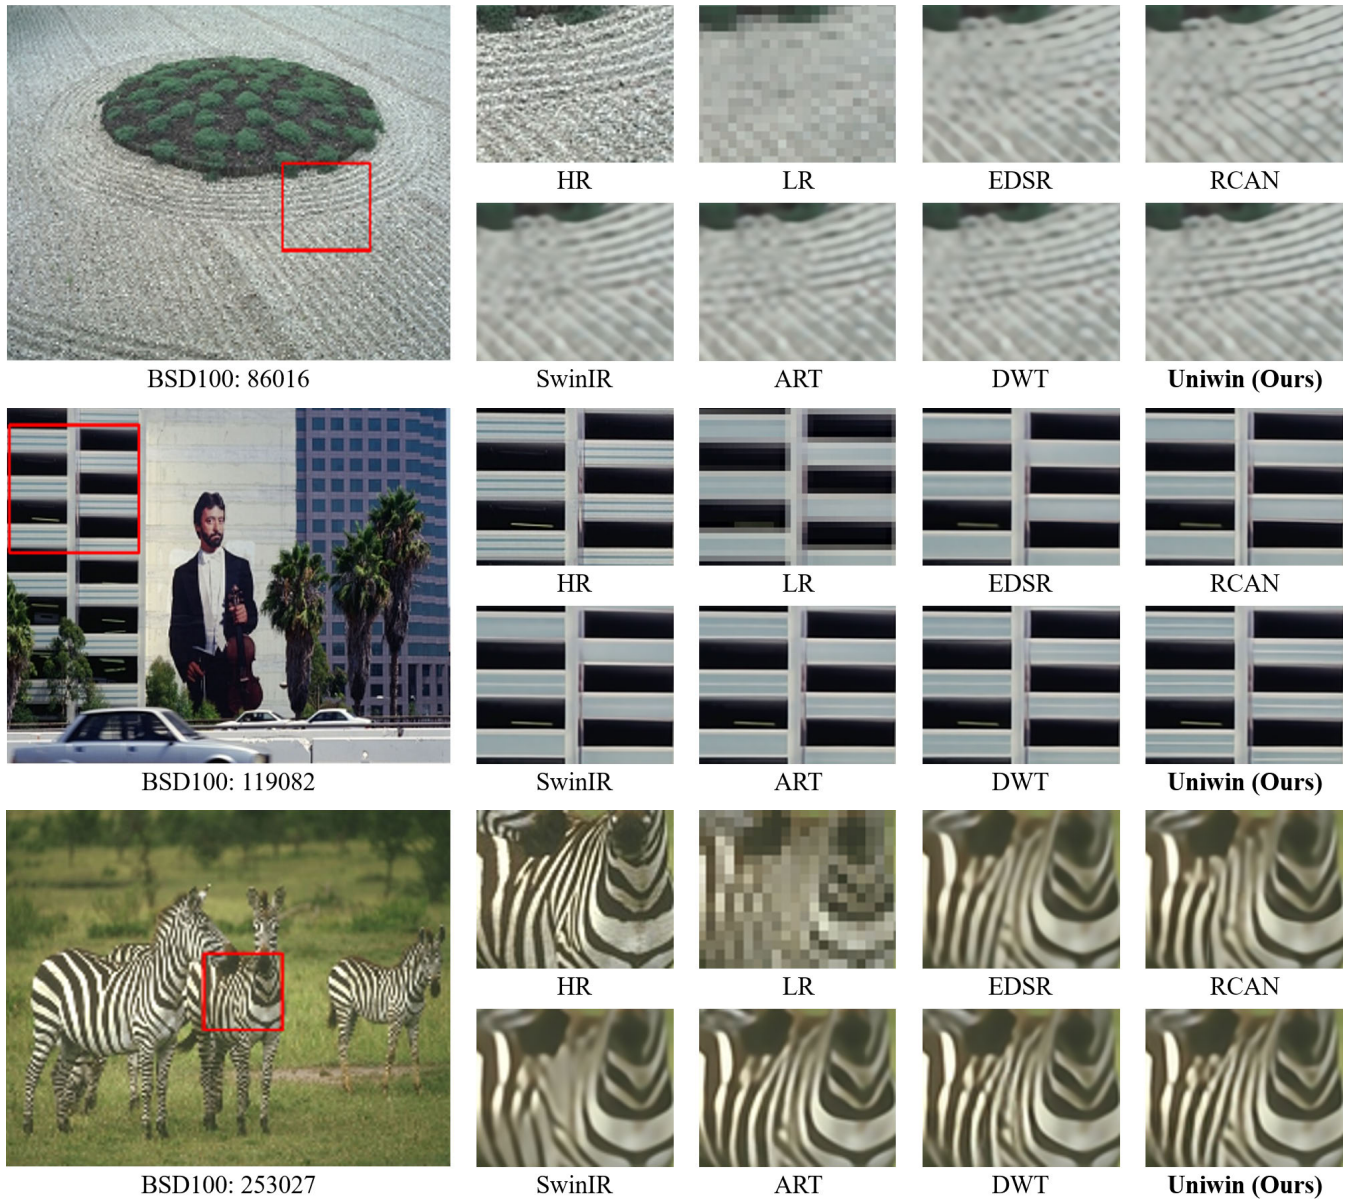 HR LR EDSR RCAN
SwinIR ART DWT Uniwin (Ours)
BSD100: 86016
HR LR EDSR RCAN
SwinIR ART DWT Uniwin (Ours)
BSD100: 119082
HR LR EDSR RCAN
SwinIR ART DWT Uniwin (Ours)
BSD100: 253027